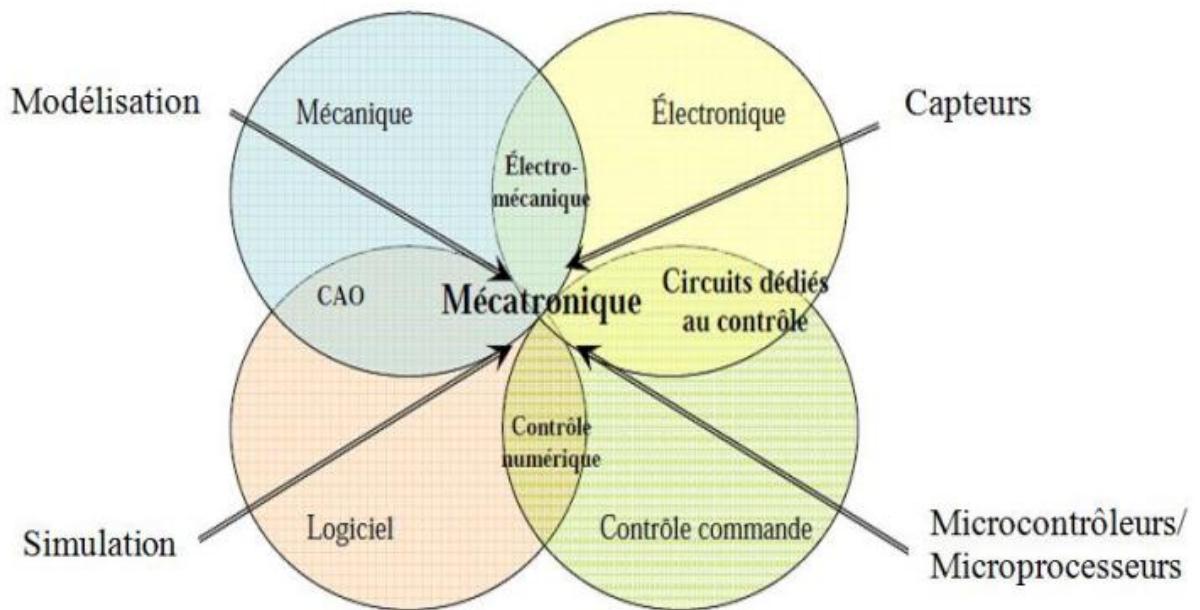 Modélisation
Mécanique
Électronique
Capteurs
Électro-
mécanique
CAO
Mécatronique
Circuits dédiés
au contrôle
Contrôle
numérique
Simulation
Logiciel
Contrôle commande
Microcontrôleurs/
Microprocesseurs